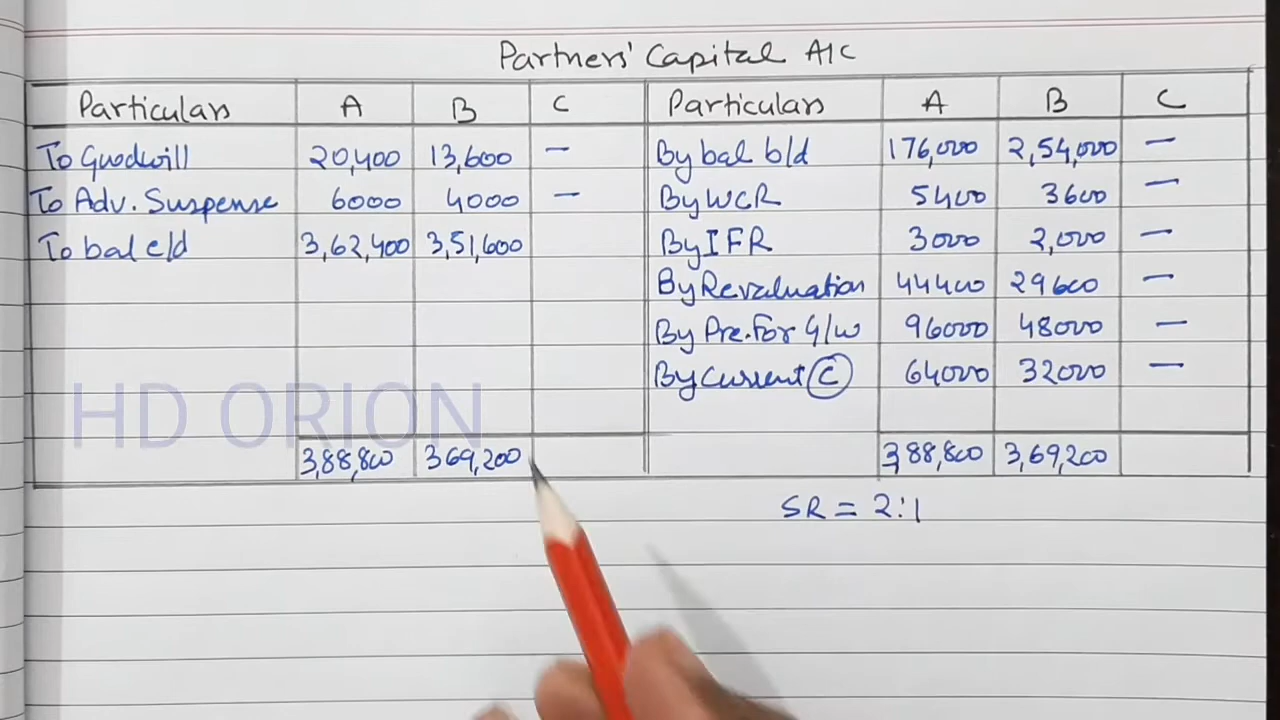 Partners' Capital A/C
Particulars A B C Particulars A B C
To Goodwill 20,400 13,600 — By bal b/d 176,000 2,54,000 —
To Adv. Suspense 6000 4000 — By WCR 5400 3600 —
To bal c/d 3,62,400 3,51,600 By IFR 3000 2,000 —
By Revaluation 44400 29600 —
By Pre. For G/W 96000 48000 —
By Current C 64000 32000 —
HD ORION
3,88,800 369,200 3,88,800 3,69,200
SR = 2:1